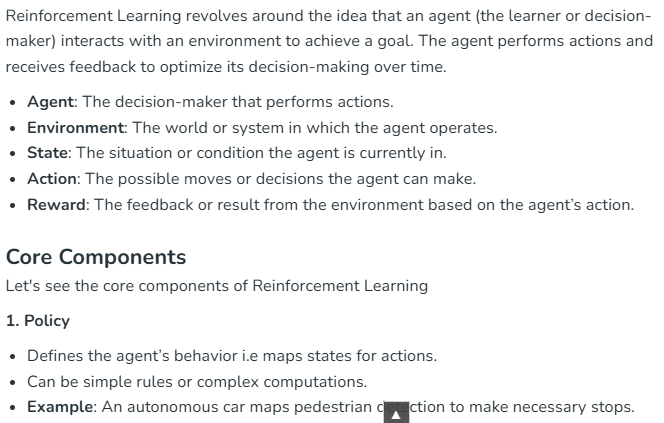 Reinforcement Learning revolves around the idea that an agent (the learner or decision-
maker) interacts with an environment to achieve a goal. The agent performs actions and
receives feedback to optimize its decision-making over time.
• Agent: The decision-maker that performs actions.
• Environment: The world or system in which the agent operates.
• State: The situation or condition the agent is currently in.
• Action: The possible moves or decisions the agent can make.
• Reward: The feedback or result from the environment based on the agent's action.
Core Components
Let's see the core components of Reinforcement Learning
1. Policy
• Defines the agent's behavior i.e maps states for actions.
• Can be simple rules or complex computations.
• Example: An autonomous car maps pedestrian detection to make necessary stops.